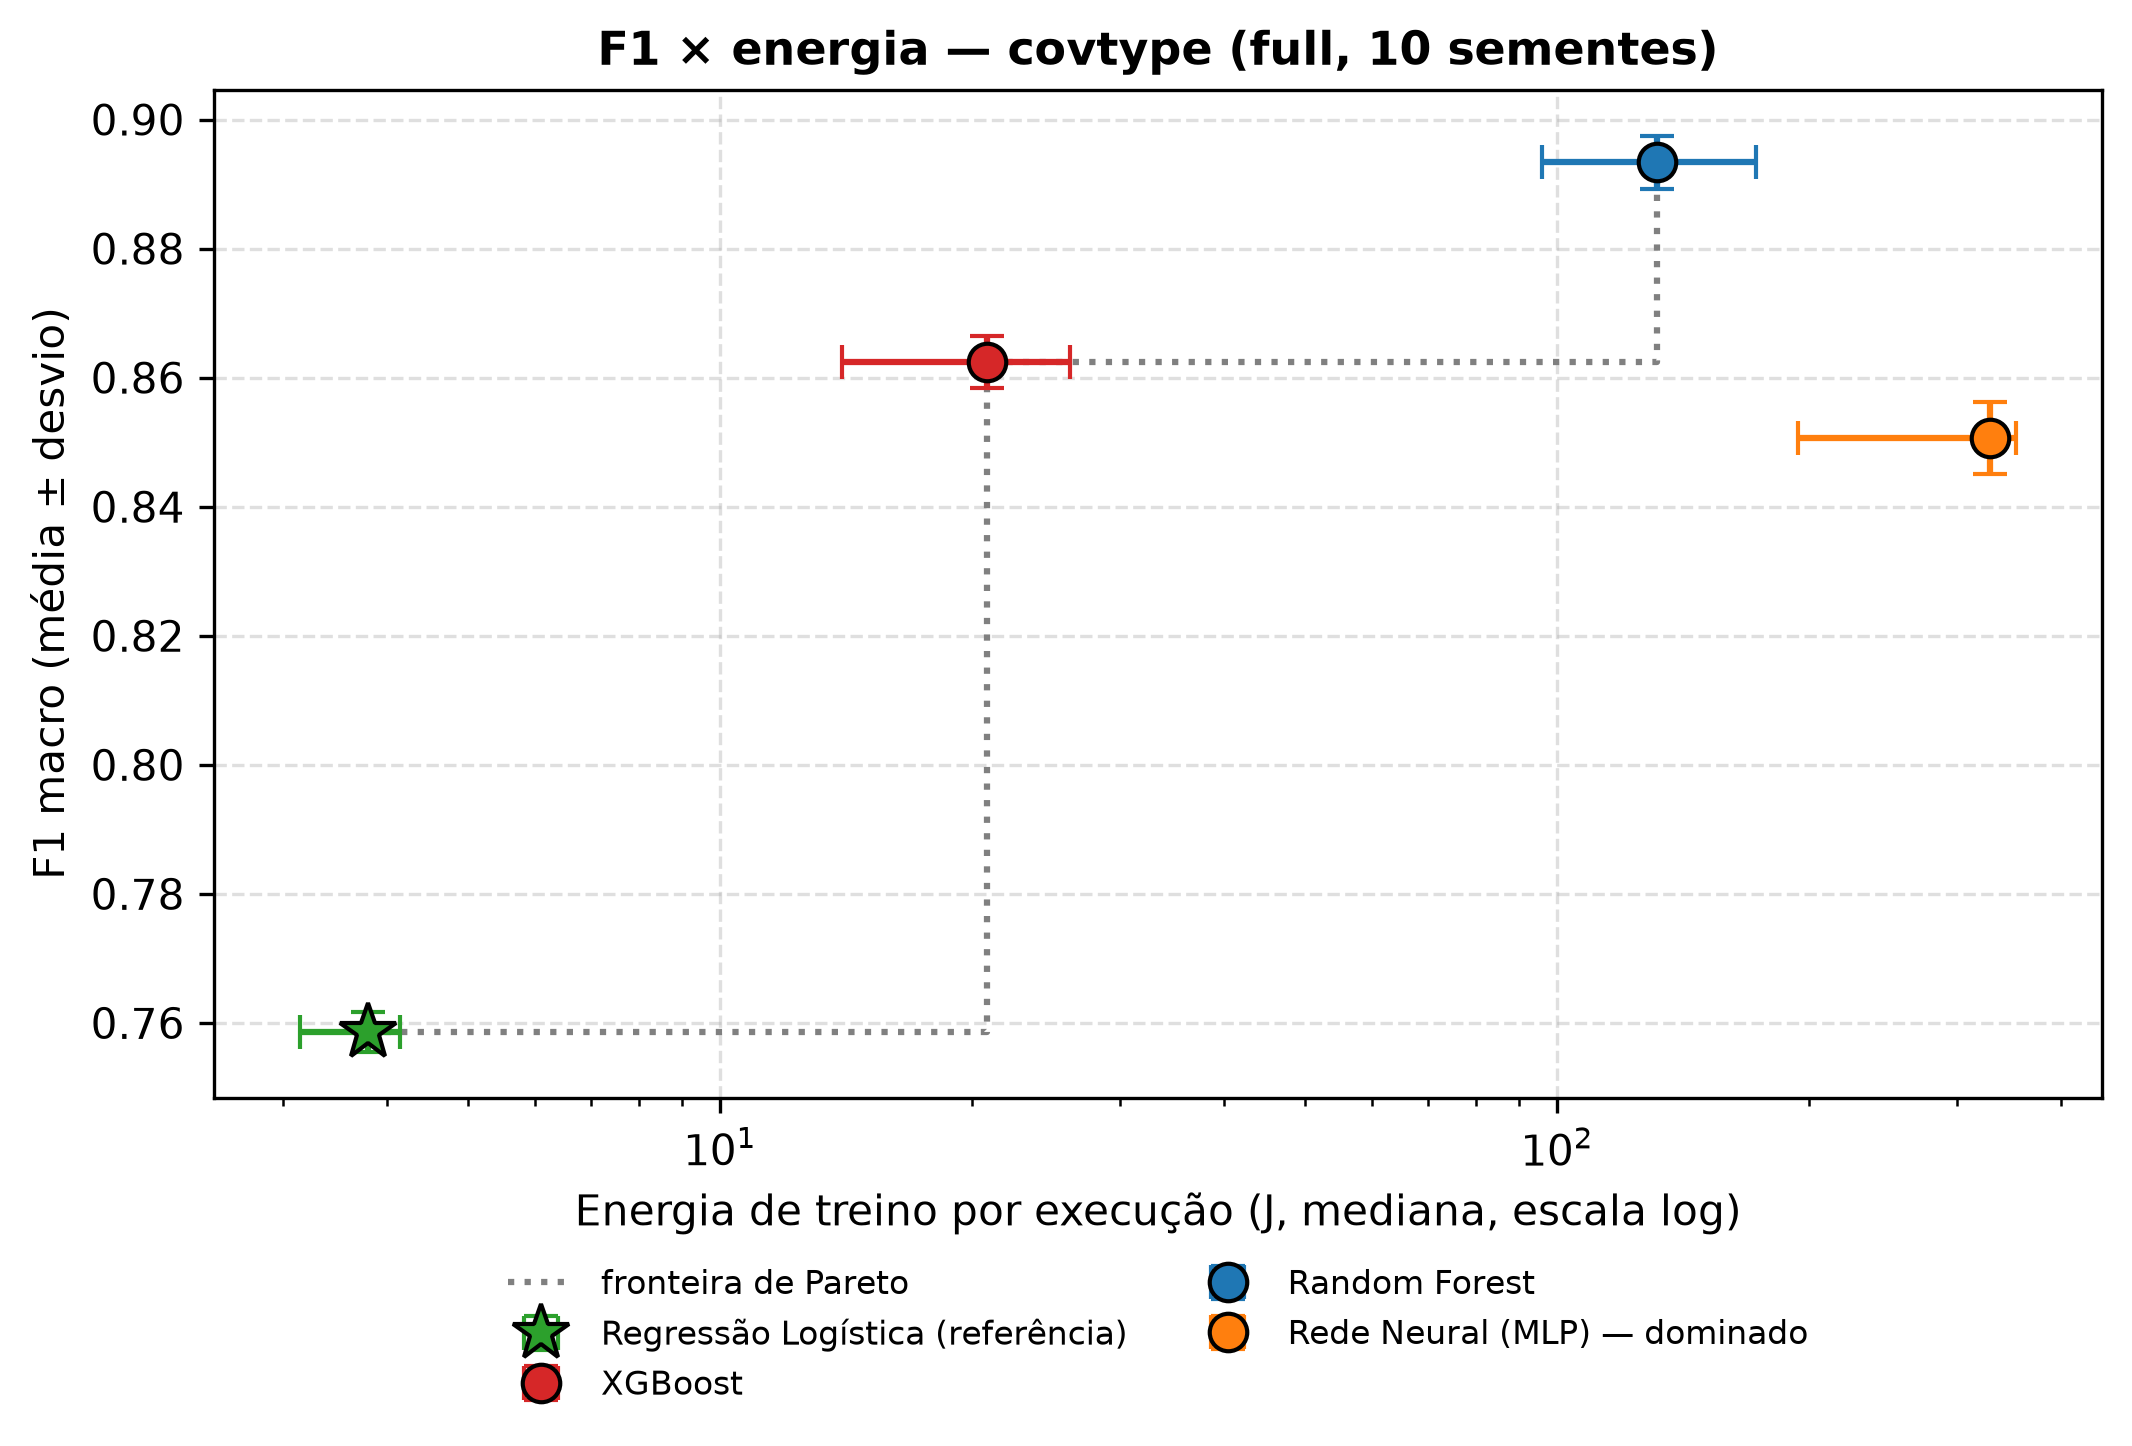 F1 × energia — covtype (full, 10 sementes)
F1 macro (média ± desvio)
0.90
0.88
0.86
0.84
0.82
0.80
0.78
0.76
10¹
10²
Energia de treino por execução (J, mediana, escala log)
fronteira de Pareto
Regressão Logística (referência)
XGBoost
Random Forest
Rede Neural (MLP) — dominado